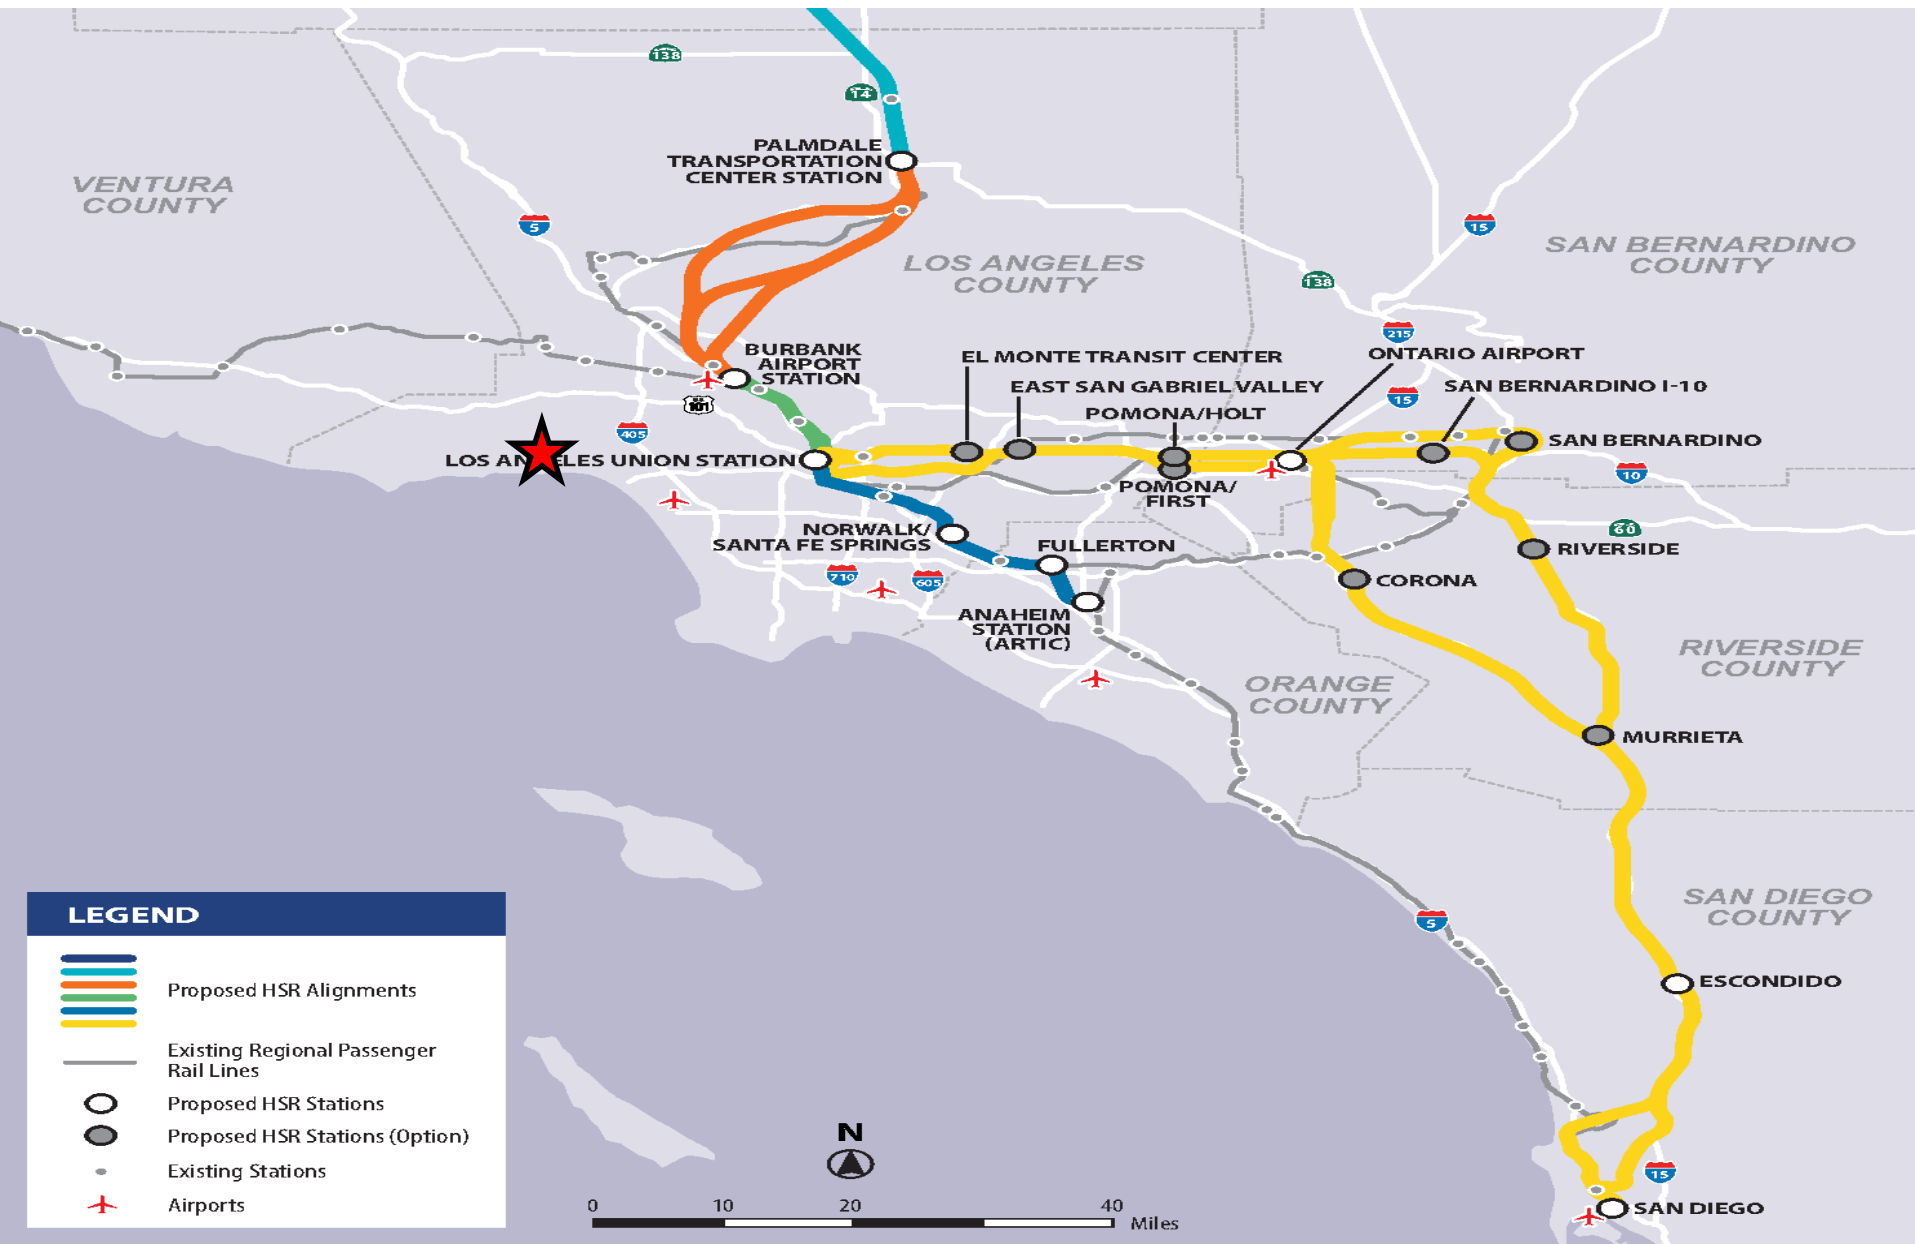 138
14
PALMDALE
TRANSPORTATION
CENTER STATION
VENTURA
COUNTY
5
15
SAN BERNARDINO
COUNTY
LOS ANGELES
COUNTY
138
215
BURBANK
AIRPORT
STATION
EL MONTE TRANSIT CENTER
ONTARIO AIRPORT
EAST SAN GABRIEL VALLEY
SAN BERNARDINO I-10
15
101
POMONA/HOLT
405
LOS ANGELES UNION STATION
SAN BERNARDINO
10
POMONA/
FIRST
NORWALK/
SANTA FE SPRINGS
60
FULLERTON
RIVERSIDE
710
605
CORONA
ANAHEIM
STATION
(ARTIC)
RIVERSIDE
COUNTY
ORANGE
COUNTY
MURRIETA
SAN DIEGO
COUNTY
5
ESCONDIDO
15
SAN DIEGO
LEGEND
Proposed HSR Alignments
Existing Regional Passenger
Rail Lines
Proposed HSR Stations
Proposed HSR Stations (Option)
Existing Stations
Airports
N
0 10 20 40
Miles